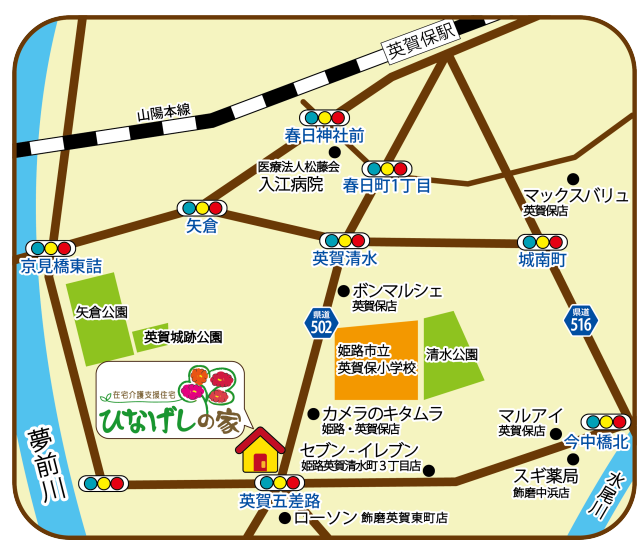 英賀保駅
山陽本線
春日神社前
医療法人松藤会
入江病院
春日町1丁目
マックスバリュ
英賀保店
矢倉
英賀清水
城南町
京見橋東詰
ボンマルシェ
英賀保店
矢倉公園
県道
502
県道
516
英賀城跡公園
姫路市立
英賀保小学校
清水公園
在宅介護支援住宅
ひなげしの家
カメラのキタムラ
姫路・英賀保店
マルアイ
英賀保店
今中橋北
夢前川
セブン-イレブン
姫路英賀清水町3丁目店
スギ薬局
飾磨中浜店
水尾川
英賀五差路
ローソン 飾磨英賀東町店